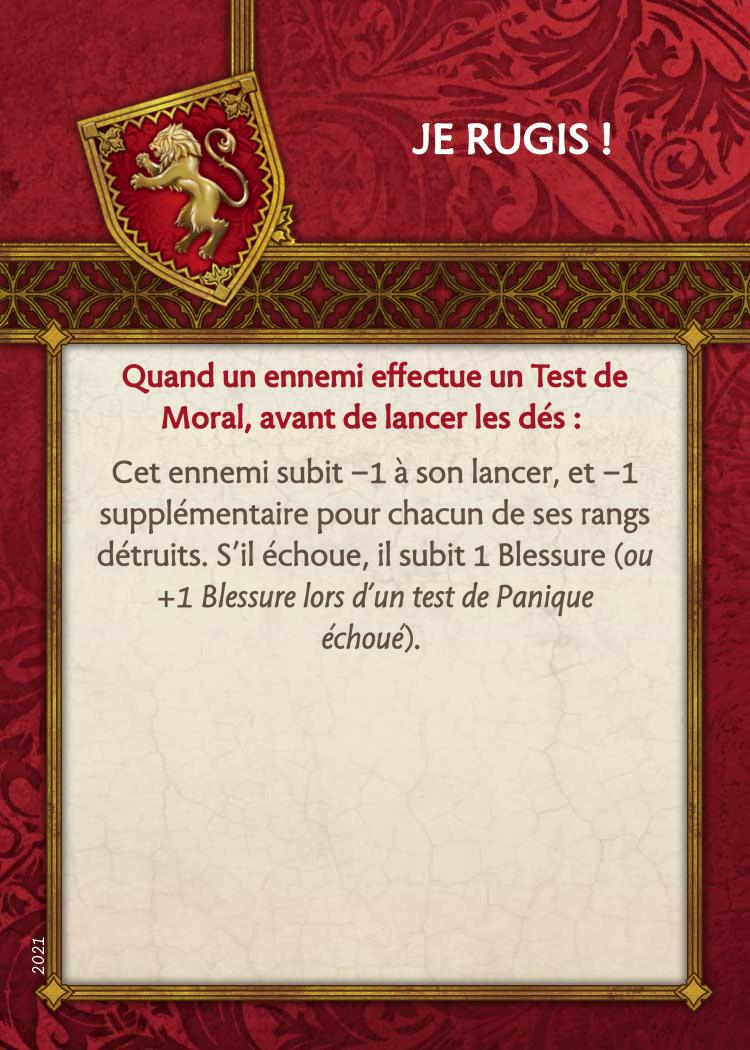 JE RUGIS !
Quand un ennemi effectue un Test de
Moral, avant de lancer les dés :
Cet ennemi subit −1 à son lancer, et −1
supplémentaire pour chacun de ses rangs
détruits. S’il échoue, il subit 1 Blessure (ou
+1 Blessure lors d’un test de Panique
échoué).
2021